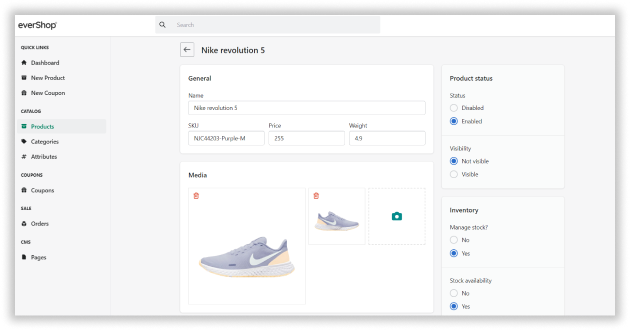 everShop
Search
QUICK LINKS
Dashboard
New Product
New Coupon
CATALOG
Products
Categories
Attributes
COUPONS
Coupons
SALE
Orders
CMS
Pages
Nike revolution 5
General
Name
Nike revolution 5
SKU Price Weight
NJC44203-Purple-M 255 4.9
Media
Product status
Status
Disabled
Enabled
Visibility
Not visible
Visible
Inventory
Manage stock?
No
Yes
Stock availability
No
Yes